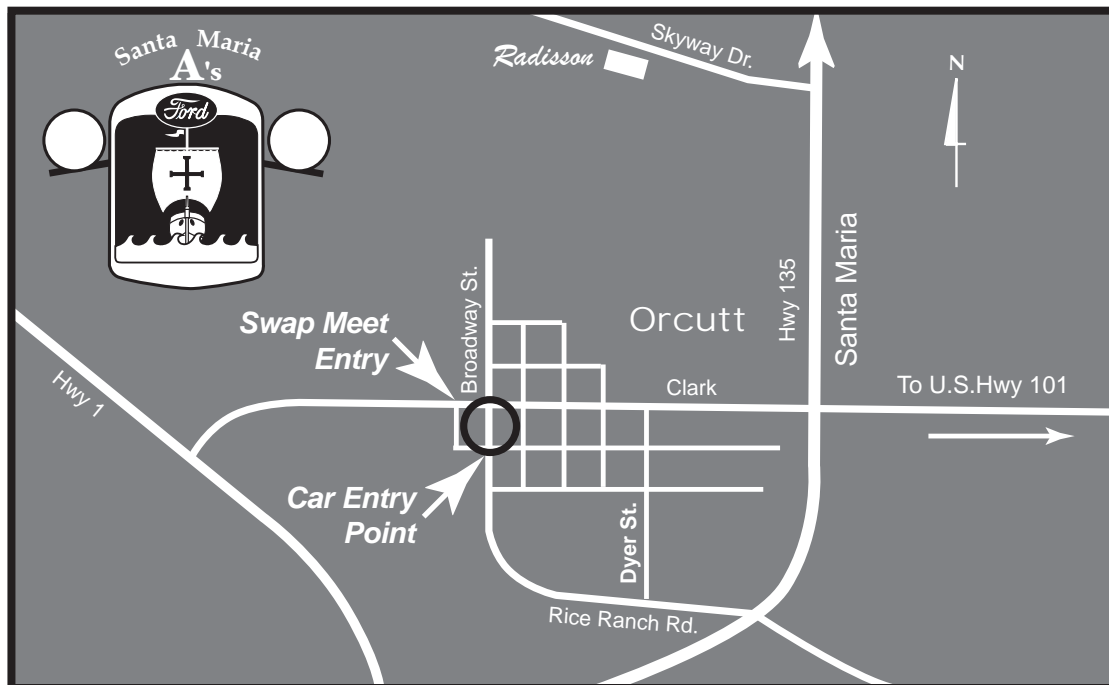 Santa Maria
A's
Ford
Radisson
Skyway Dr.
N
Swap Meet
Entry
Broadway St.
Orcutt
Hwy 135
Santa Maria
Hwy 1
Clark
To U.S.Hwy 101
Car Entry
Point
Dyer St.
Rice Ranch Rd.